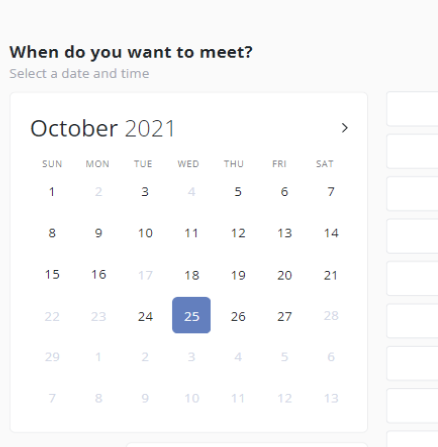 When do you want to meet?
Select a date and time
October 2021
SUN MON TUE WED THU FRI SAT
1 2 3 4 5 6 7
8 9 10 11 12 13 14
15 16 17 18 19 20 21
22 23 24 25 26 27 28
29 1 2 3 4 5 6
7 8 9 10 11 12 13